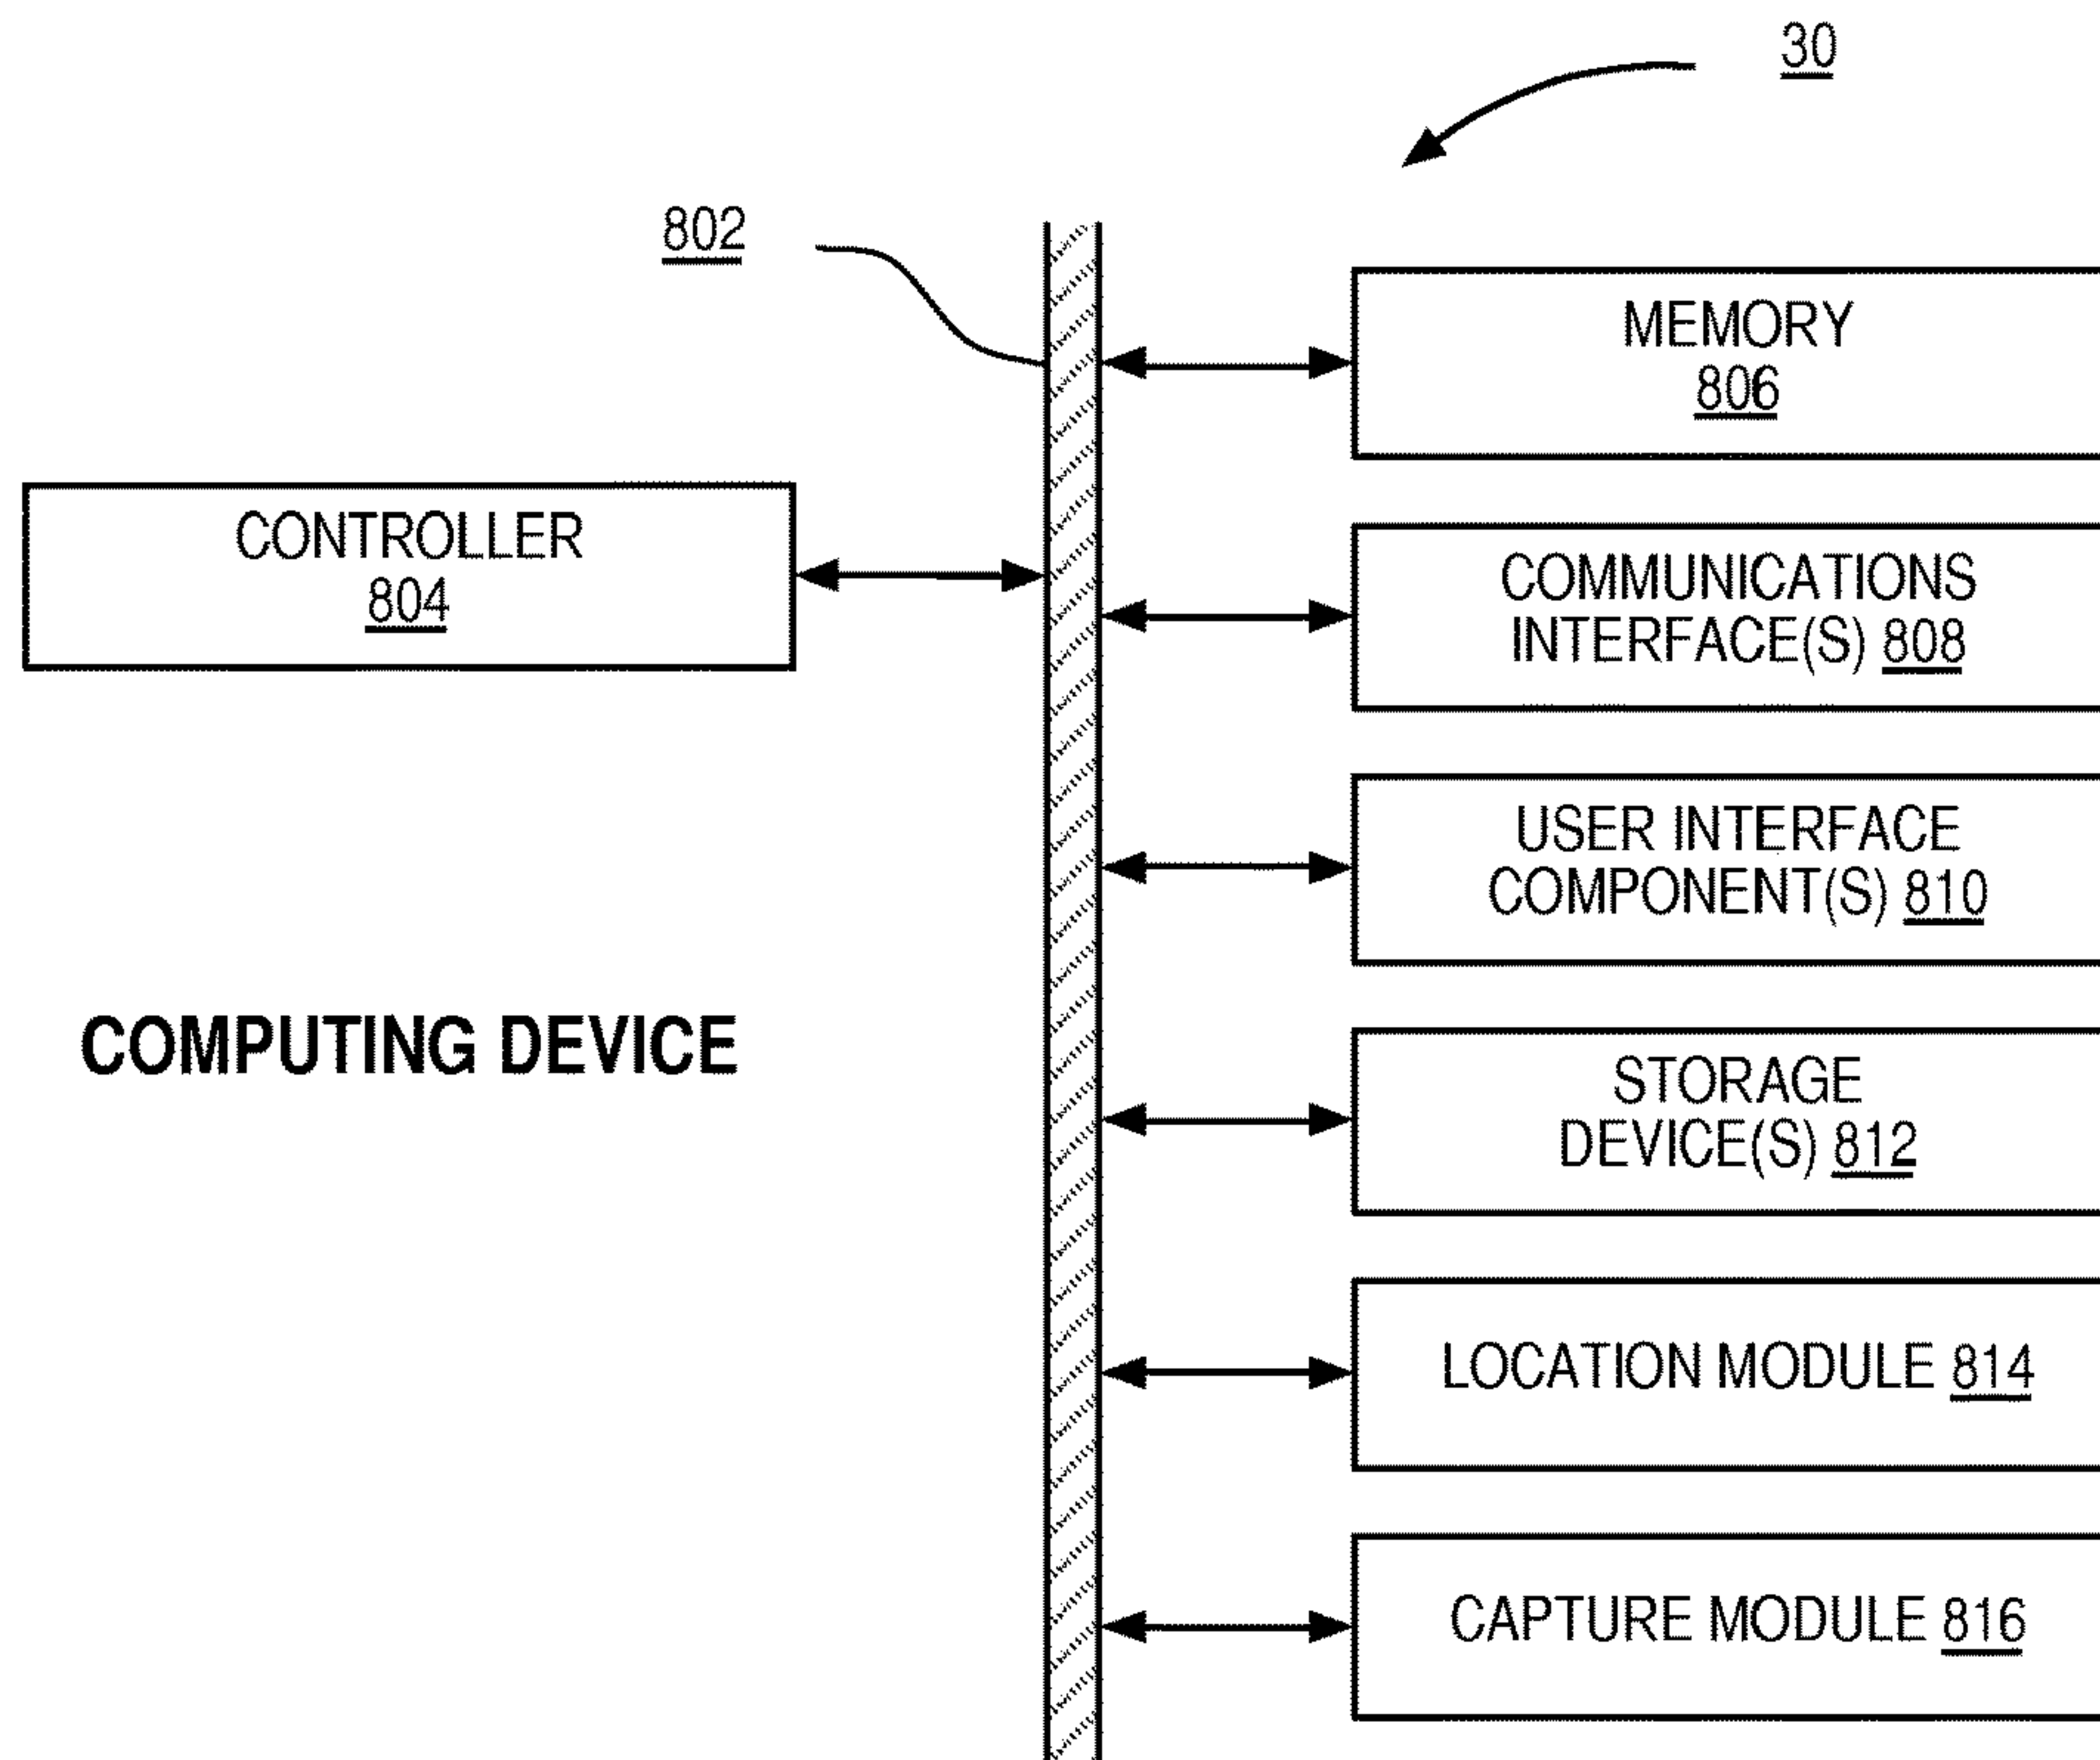 30
802
MEMORY
806
CONTROLLER
804
COMMUNICATIONS
INTERFACE(S) 808
USER INTERFACE
COMPONENT(S) 810
COMPUTING DEVICE
STORAGE
DEVICE(S) 812
LOCATION MODULE 814
CAPTURE MODULE 816